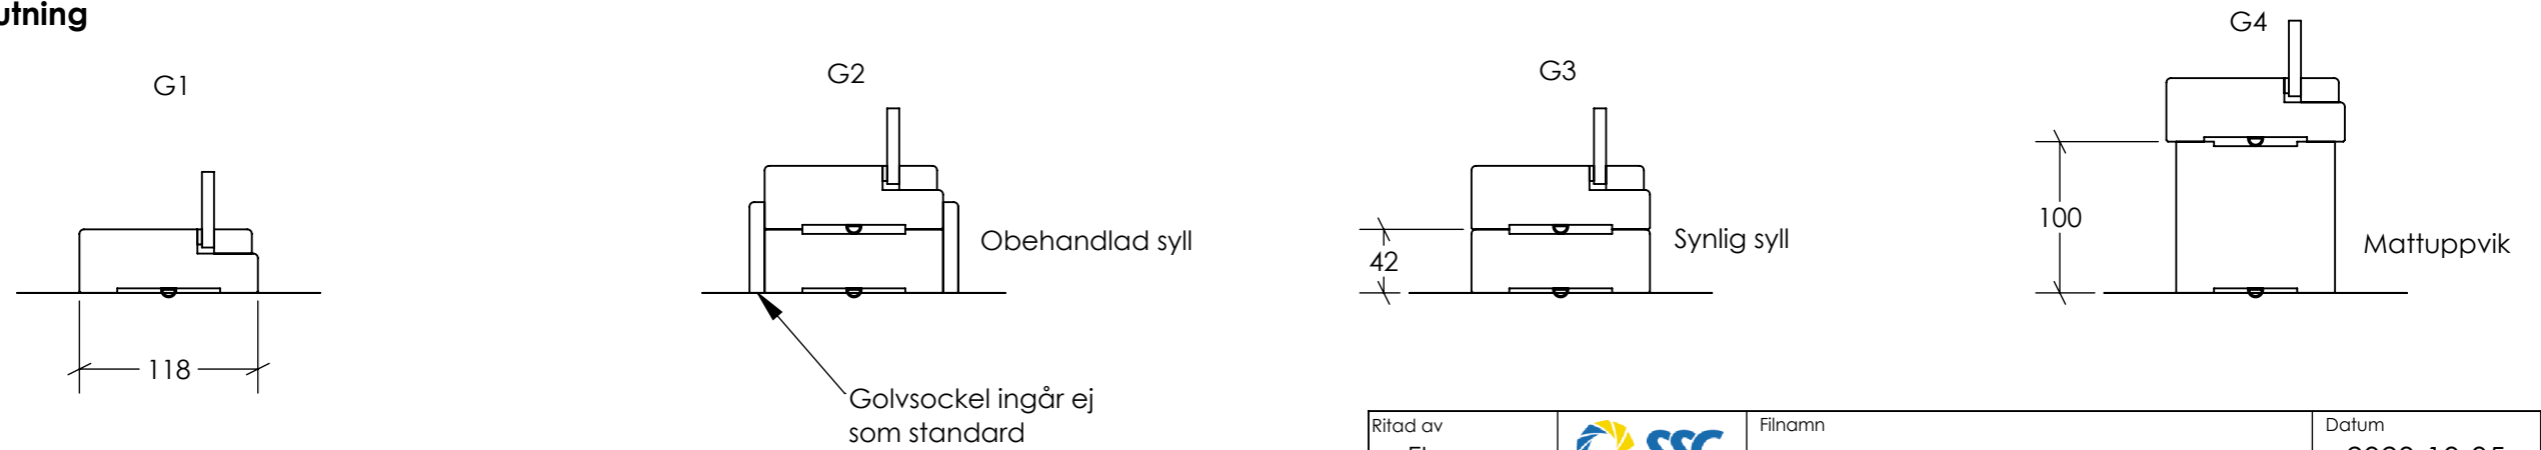 utning
G1
G2
G3
G4
Obehandlad syll
Synlig syll
Mattuppvik
42
100
118
Golvsockel ingår ej
som standard
Ritad av
SSC
Filnamn
Datum